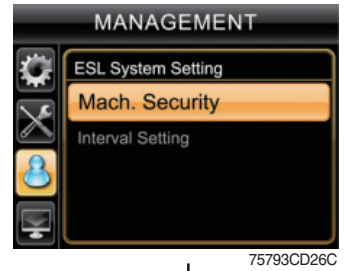 MANAGEMENT
ESL System Setting
Mach. Security
Interval Setting
75793CD26C